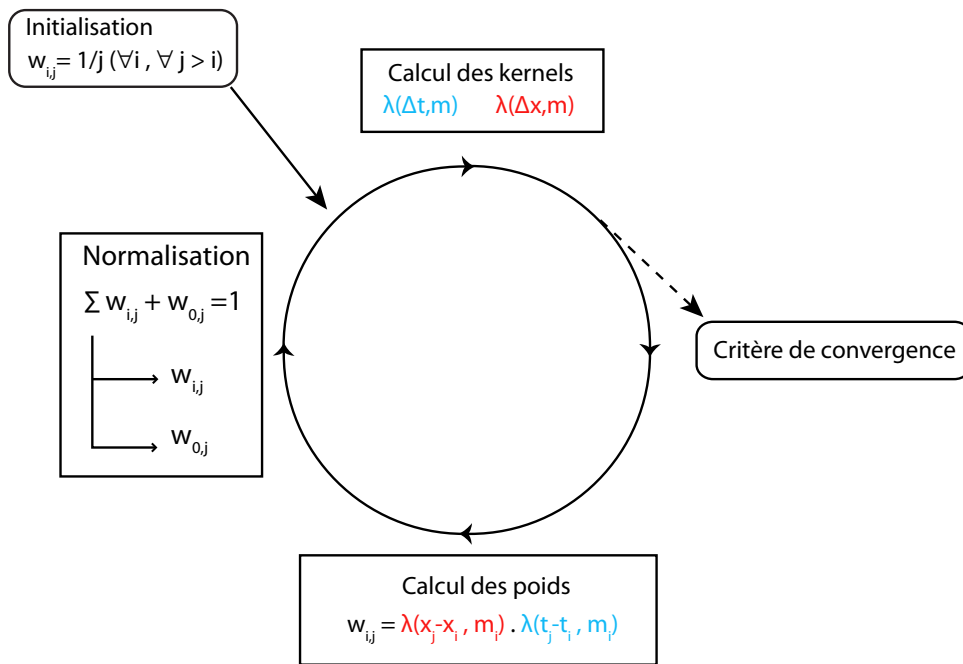 Initialisation
w_{i,j} = 1/j (∀i , ∀ j > i)
Calcul des kernels
λ(Δt,m) λ(Δx,m)
Normalisation
∑ w_{i,j} + w_{0,j} =1
w_{i,j}
w_{0,j}
Critère de convergence
Calcul des poids
w_{i,j} = λ(x_j-x_i , m_i) . λ(t_j-t_i , m_i)